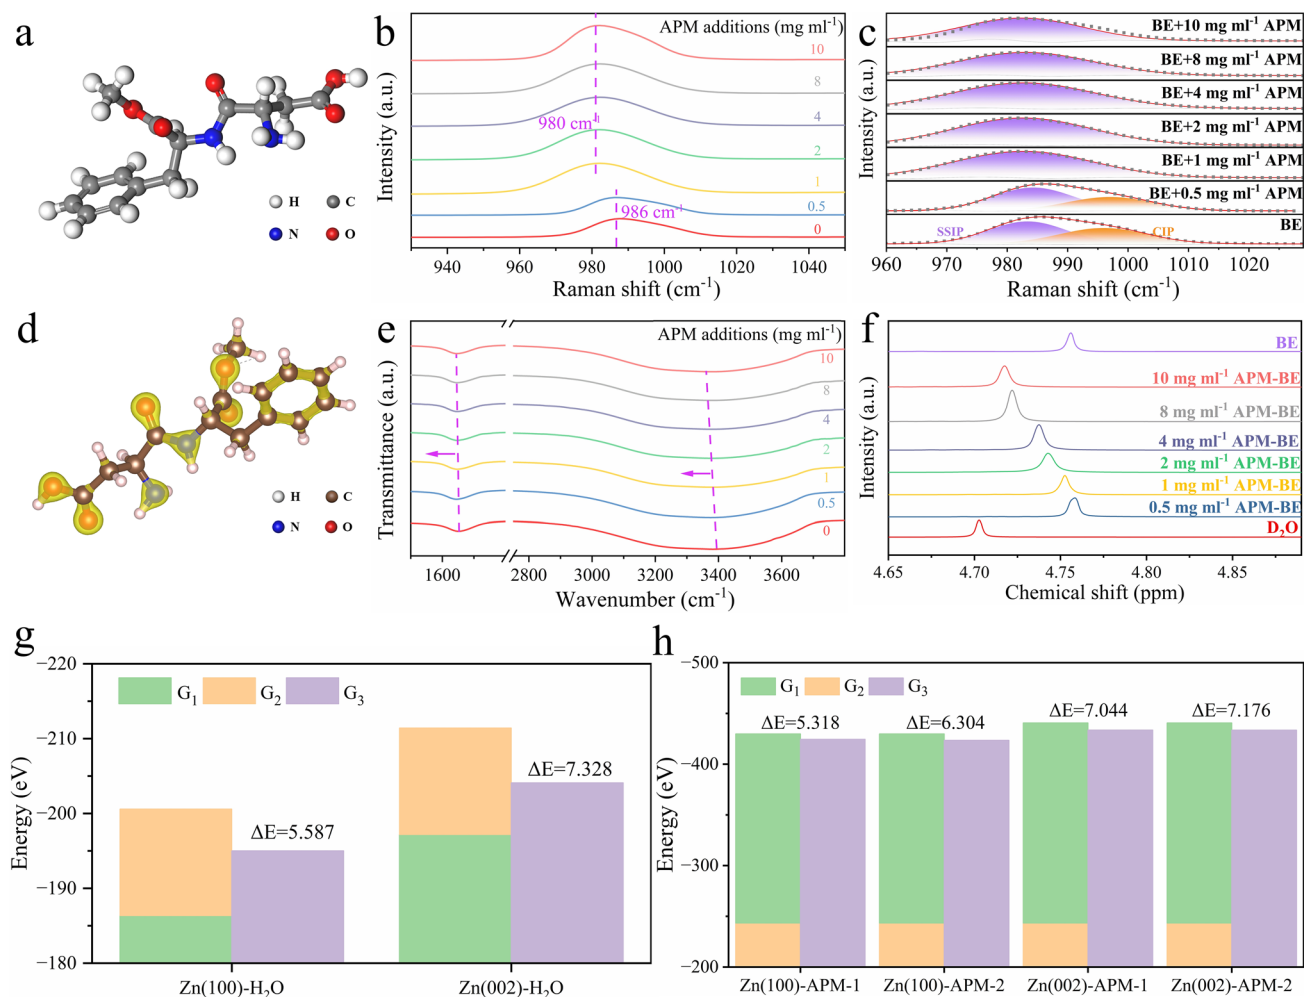 a
H
C
N
O
b
APM additions (mg ml⁻¹)
10
8
4
980 cm⁻¹
2
1
986 cm⁻¹
0.5
0
Intensity (a.u.)
940 960 980 1000 1020 1040
Raman shift (cm⁻¹)
c
BE+10 mg ml⁻¹ APM
BE+8 mg ml⁻¹ APM
BE+4 mg ml⁻¹ APM
BE+2 mg ml⁻¹ APM
BE+1 mg ml⁻¹ APM
BE+0.5 mg ml⁻¹ APM
SSIP CIP BE
Intensity (a.u.)
960 970 980 990 1000 1010 1020
Raman shift (cm⁻¹)
d
H
C
N
O
e
APM additions (mg ml⁻¹)
10
8
4
2
1
0.5
0
Transmittance (a.u.)
1600 2800 3000 3200 3400 3600
Wavenumber (cm⁻¹)
f
BE
10 mg ml⁻¹ APM-BE
8 mg ml⁻¹ APM-BE
4 mg ml⁻¹ APM-BE
2 mg ml⁻¹ APM-BE
1 mg ml⁻¹ APM-BE
0.5 mg ml⁻¹ APM-BE
D₂O
Intensity (a.u.)
4.65 4.70 4.75 4.80 4.85
Chemical shift (ppm)
g
−220
−210
−200
−190
−180
Energy (eV)
G₁ G₂ G₃
ΔE=7.328
ΔE=5.587
Zn(100)-H₂O Zn(002)-H₂O
h
−500
−400
−300
−200
Energy (eV)
G₁ G₂ G₃
ΔE=5.318 ΔE=6.304 ΔE=7.044 ΔE=7.176
Zn(100)-APM-1 Zn(100)-APM-2 Zn(002)-APM-1 Zn(002)-APM-2